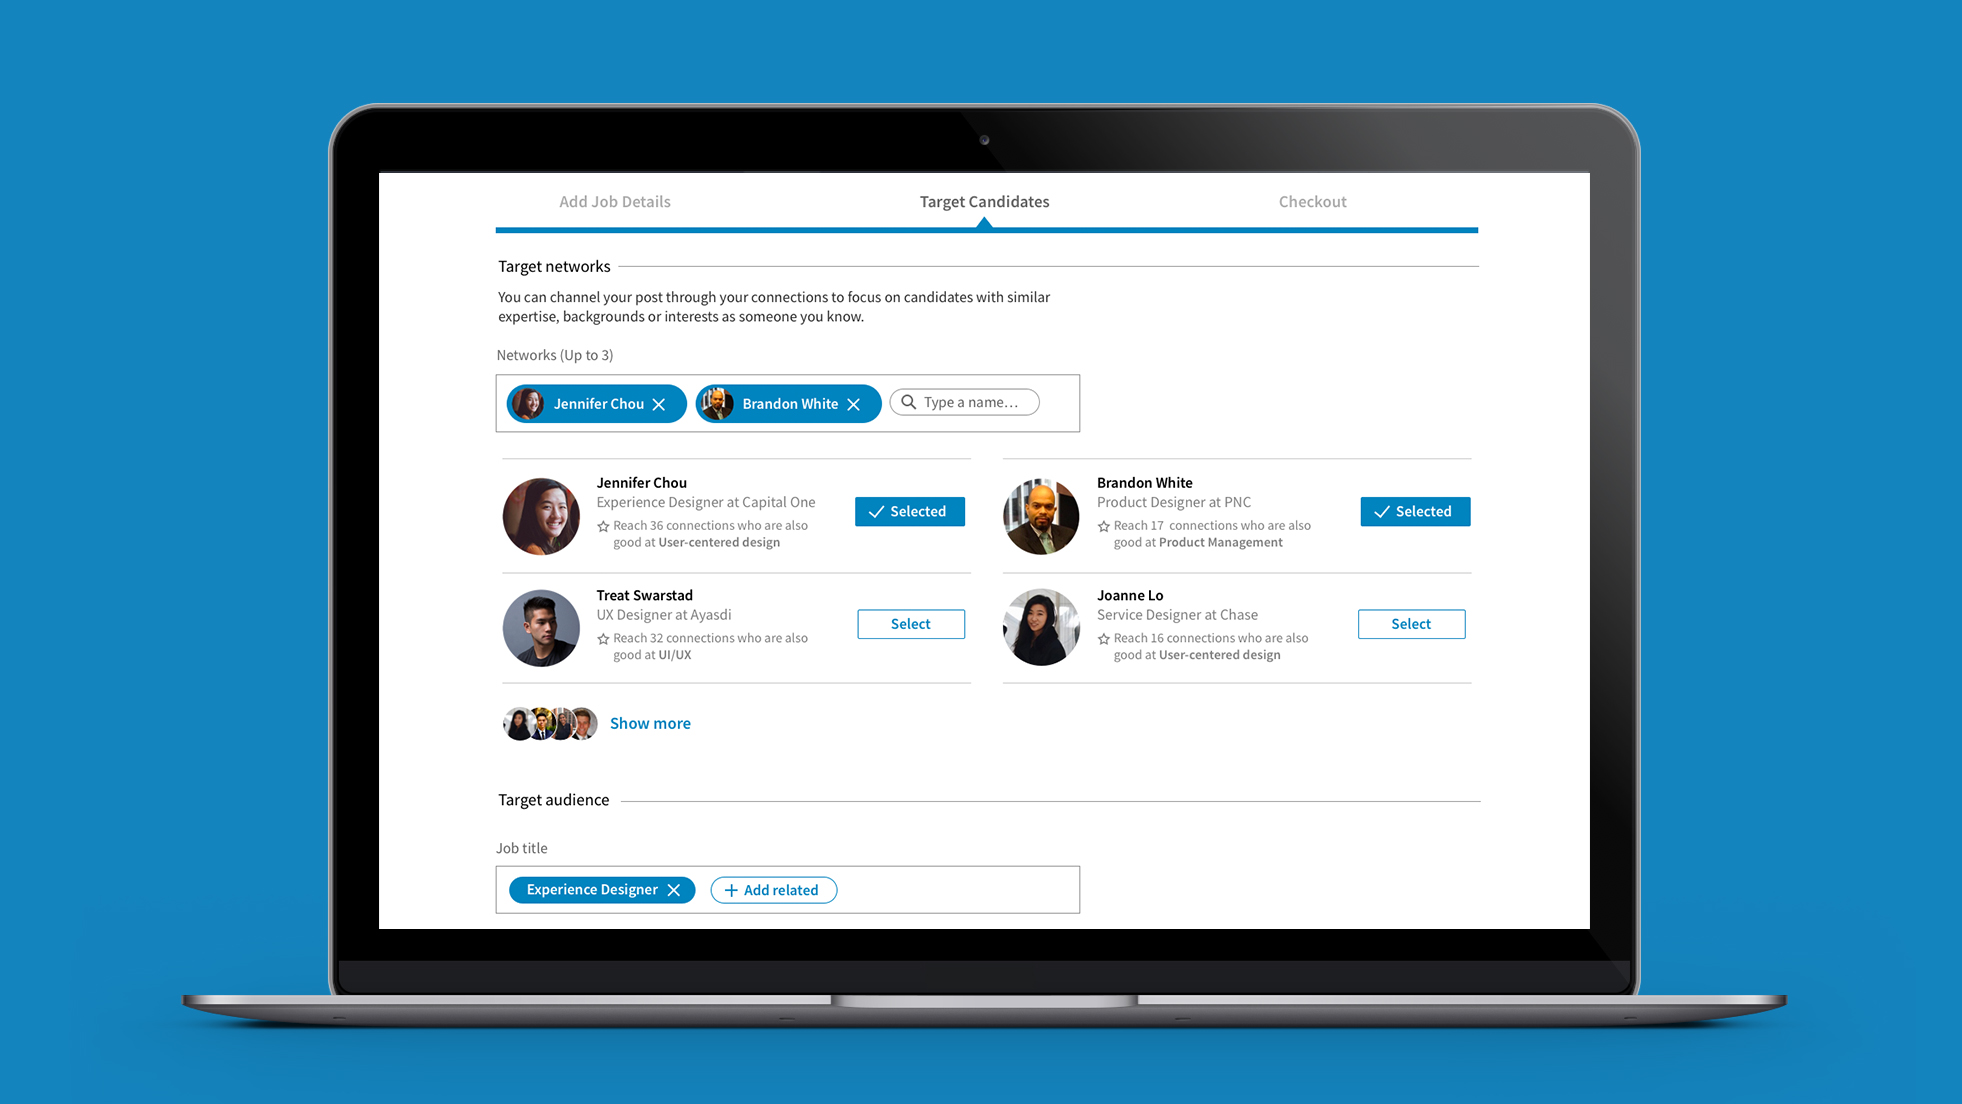 Add Job Details
Target Candidates
Checkout
Target networks
You can channel your post through your connections to focus on candidates with similar
expertise, backgrounds or interests as someone you know.
Networks (Up to 3)
Jennifer Chou
Brandon White
Type a name...
Jennifer Chou
Experience Designer at Capital One
Reach 36 connections who are also
good at User-centered design
Selected
Brandon White
Product Designer at PNC
Reach 17 connections who are also
good at Product Management
Selected
Treat Swarstad
UX Designer at Ayasdi
Reach 32 connections who are also
good at UI/UX
Select
Joanne Lo
Service Designer at Chase
Reach 16 connections who are also
good at User-centered design
Select
Show more
Target audience
Job title
Experience Designer
Add related